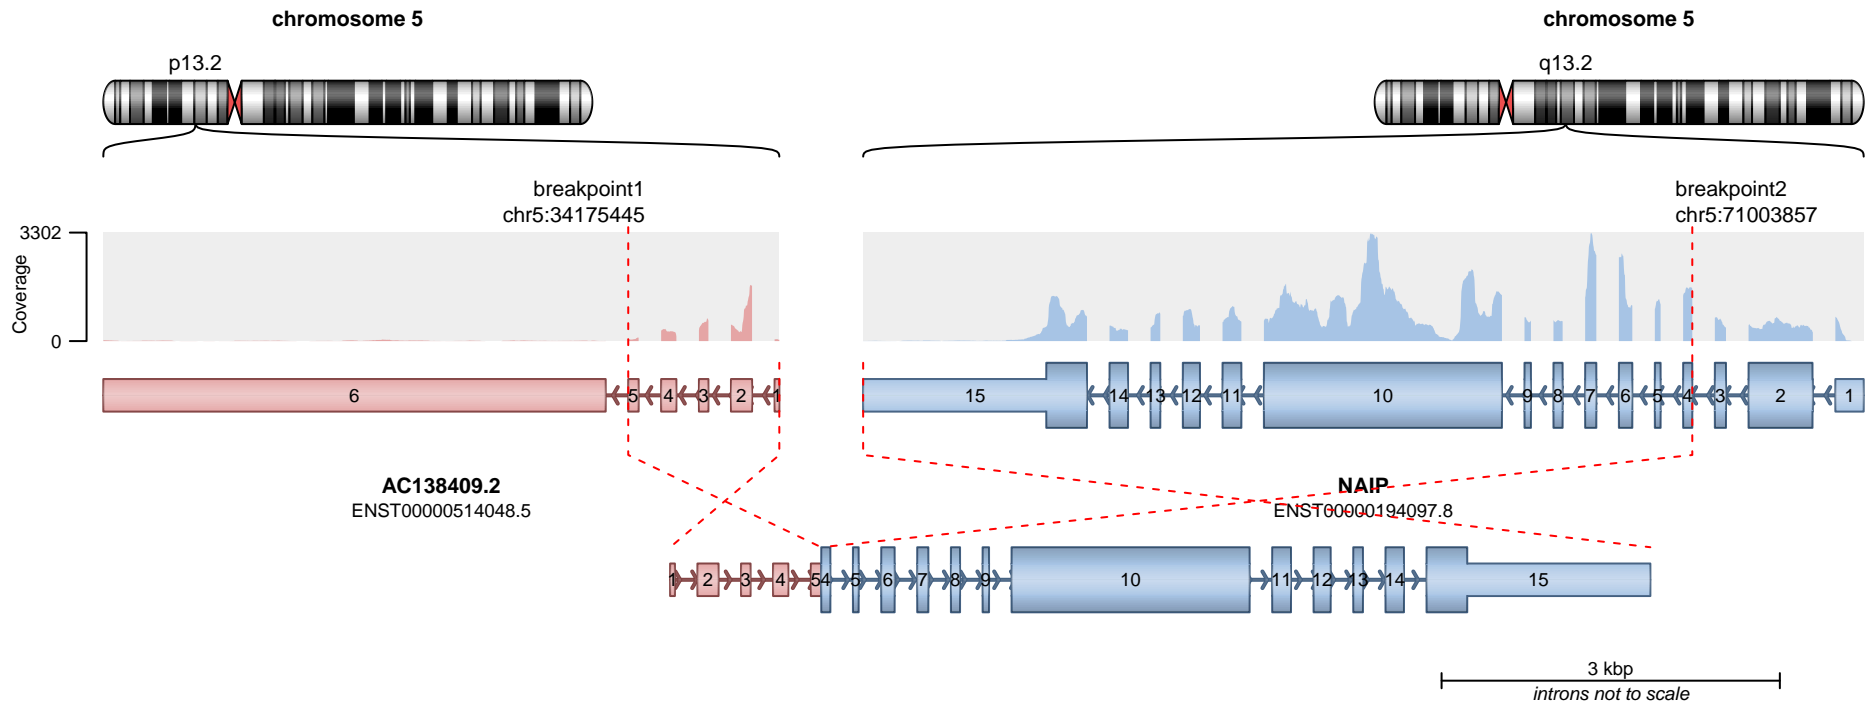 chromosome 5
chromosome 5
p13.2
q13.2
breakpoint1
chr5:34175445
breakpoint2
chr5:71003857
3302
0
Coverage
6 5 4 3 2 1
15 14 13 12 11 10 9 8 7 6 5 4 3 2 1
AC138409.2
ENST00000514048.5
NAIP
ENST00000194097.8
1 2 3 4 5 4 5 6 7 8 9 10 11 12 13 14 15
3 kbp
introns not to scale